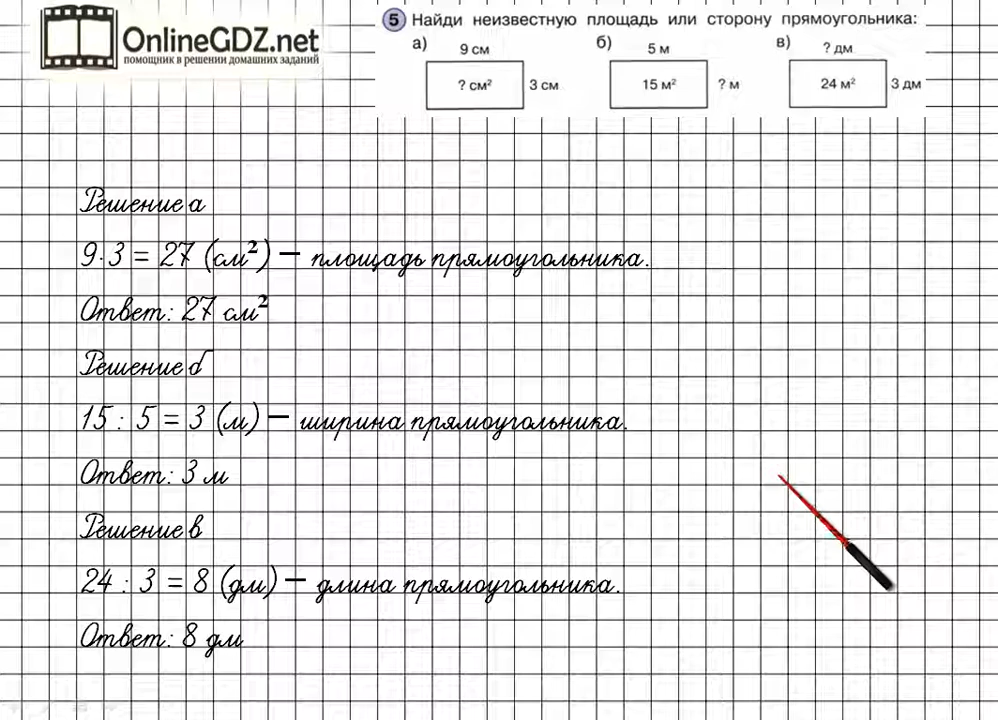 OnlineGDZ.net
помощник в решении домашних заданий
5 Найди неизвестную площадь или сторону прямоугольника:
а) 9 см ? см² 3 см
б) 5 м 15 м² ? м
в) ? дм 24 м² 3 дм
Решение а
9·3 = 27 (см²) – площадь прямоугольника.
Ответ: 27 см²
Решение б
15 : 5 = 3 (м) – ширина прямоугольника.
Ответ: 3 м
Решение в
24 : 3 = 8 (дм) – длина прямоугольника.
Ответ: 8 дм